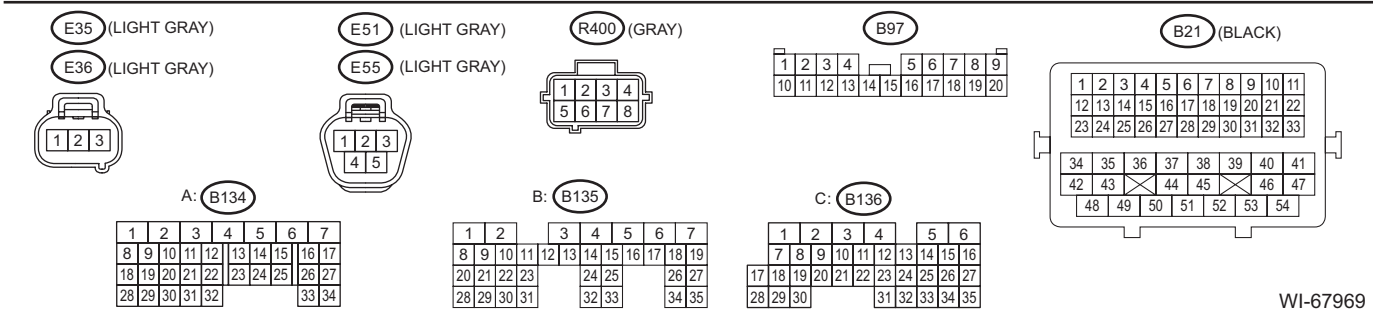 E35 (LIGHT GRAY) E51 (LIGHT GRAY) R400 (GRAY) B97 B21 (BLACK)
E36 (LIGHT GRAY) E55 (LIGHT GRAY)
1 2 3
1 2 3
4 5
1 2 3 4
5 6 7 8
1 2 3 4 5 6 7 8 9
10 11 12 13 14 15 16 17 18 19 20
1 2 3 4 5 6 7 8 9 10 11
12 13 14 15 16 17 18 19 20 21 22
23 24 25 26 27 28 29 30 31 32 33
34 35 36 37 38 39 40 41
42 43 44 45 46 47
48 49 50 51 52 53 54
A: B134
1 2 3 4 5 6 7
8 9 10 11 12 13 14 15 16 17
18 19 20 21 22 23 24 25 26 27
28 29 30 31 32 33 34
B: B135
1 2 3 4 5 6 7
8 9 10 11 12 13 14 15 16 17 18 19
20 21 22 23 24 25 26 27
28 29 30 31 32 33 34 35
C: B136
1 2 3 4 5 6
7 8 9 10 11 12 13 14 15 16
17 18 19 20 21 22 23 24 25 26 27
28 29 30 31 32 33 34 35
WI-67969